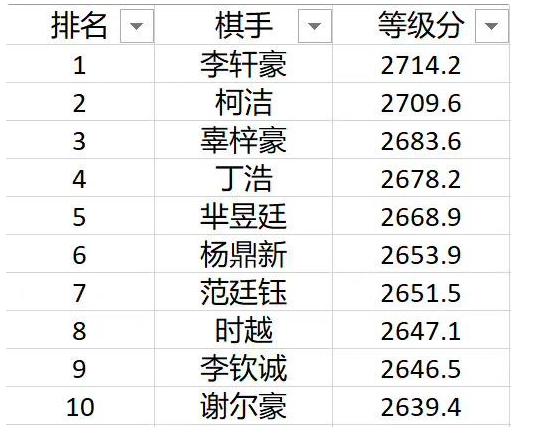 排名 棋手 等级分
1 李轩豪 2714.2
2 柯洁 2709.6
3 辜梓豪 2683.6
4 丁浩 2678.2
5 芈昱廷 2668.9
6 杨鼎新 2653.9
7 范廷钰 2651.5
8 时越 2647.1
9 李钦诚 2646.5
10 谢尔豪 2639.4